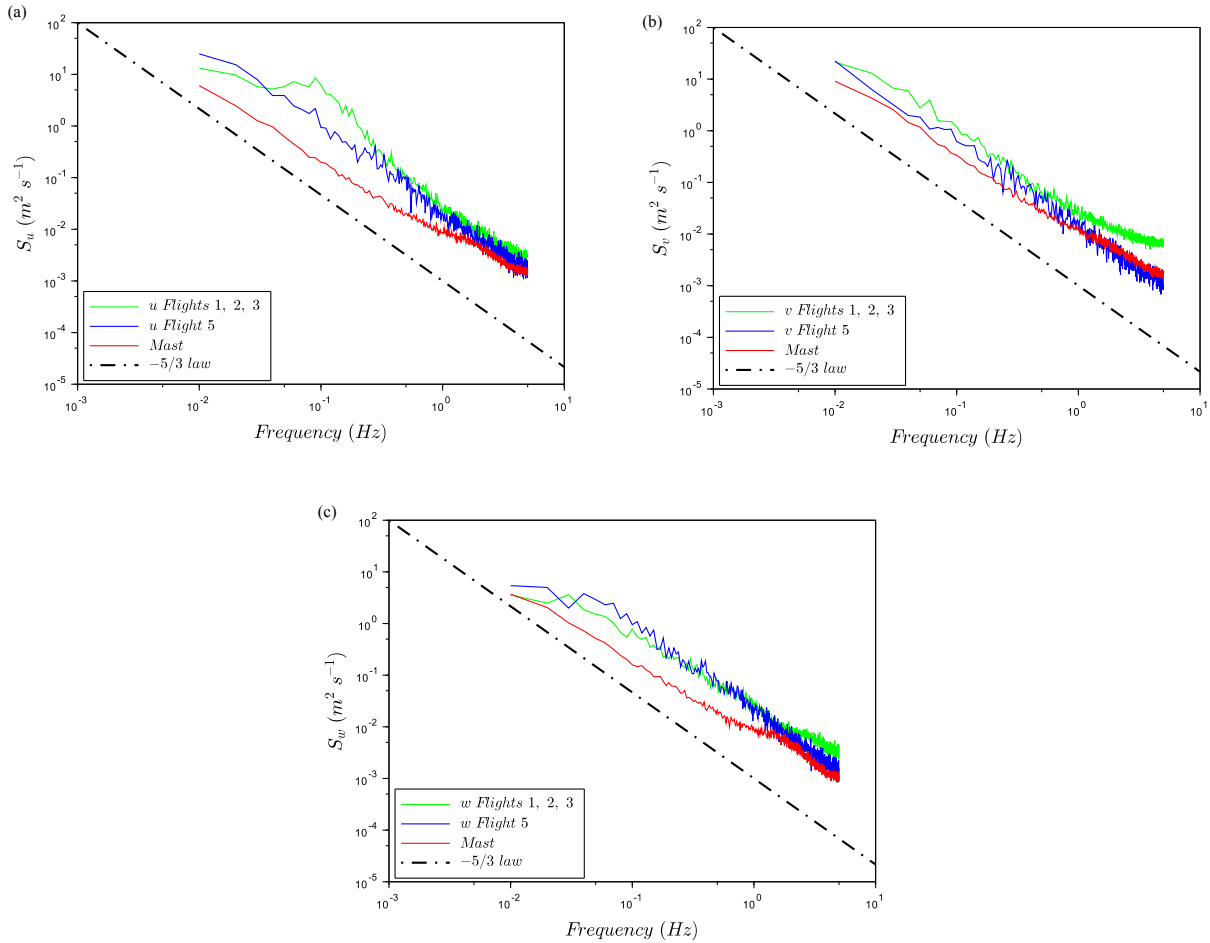 (a)
10^2
10^1
10^0
10^-1
10^-2
10^-3
10^-4
10^-5
S_u (m^2 s^-1)
u Flights 1, 2, 3
u Flight 5
Mast
-5/3 law
10^-3 10^-2 10^-1 10^0 10^1
Frequency (Hz)
(b)
10^2
10^1
10^0
10^-1
10^-2
10^-3
10^-4
10^-5
S_v (m^2 s^-1)
v Flights 1, 2, 3
v Flight 5
Mast
-5/3 law
10^-3 10^-2 10^-1 10^0 10^1
Frequency (Hz)
(c)
10^2
10^1
10^0
10^-1
10^-2
10^-3
10^-4
10^-5
S_w (m^2 s^-1)
w Flights 1, 2, 3
w Flight 5
Mast
-5/3 law
10^-3 10^-2 10^-1 10^0 10^1
Frequency (Hz)